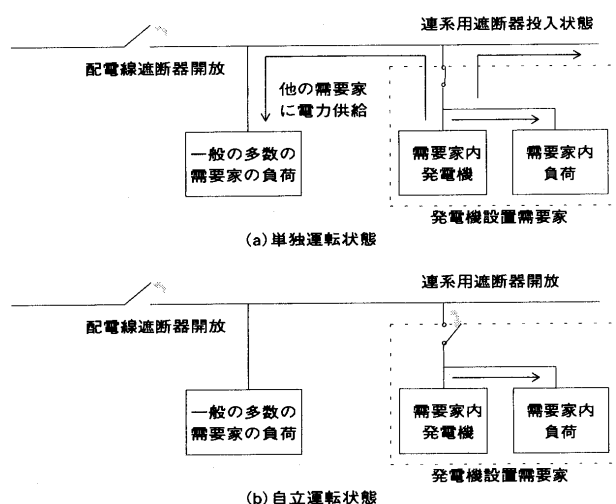 連系用遮断器投入状態
配電線遮断器開放
他の需要家
に電力供給
一般の多数の
需要家の負荷
需要家内
発電機
需要家内
負荷
発電機設置需要家
(a)単独運転状態
連系用遮断器開放
配電線遮断器開放
一般の多数の
需要家の負荷
需要家内
発電機
需要家内
負荷
発電機設置需要家
(b)自立運転状態